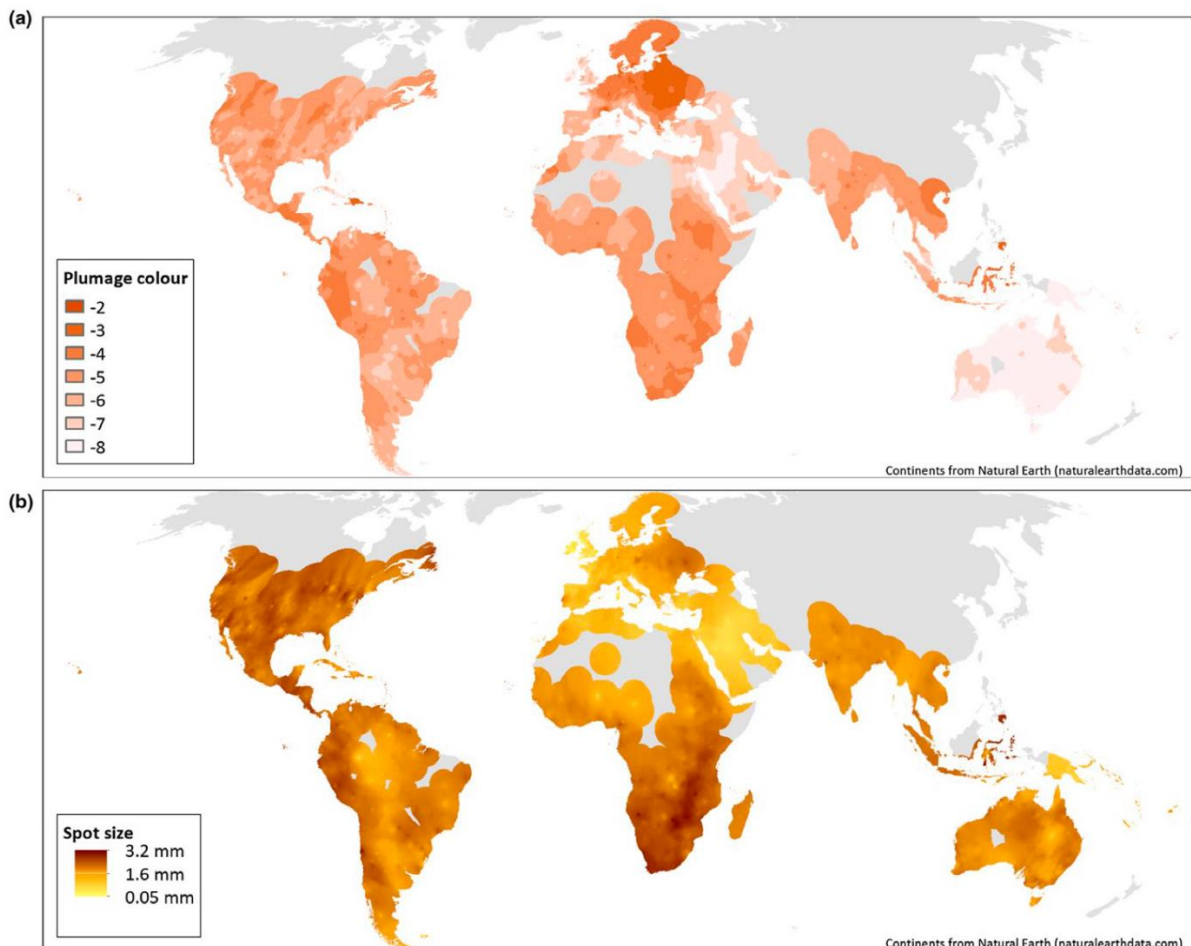 (a)
Plumage colour
-2
-3
-4
-5
-6
-7
-8
Continents from Natural Earth (naturalearthdata.com)
(b)
Spot size
3.2 mm
1.6 mm
0.05 mm
Continents from Natural Earth (naturalearthdata.com)